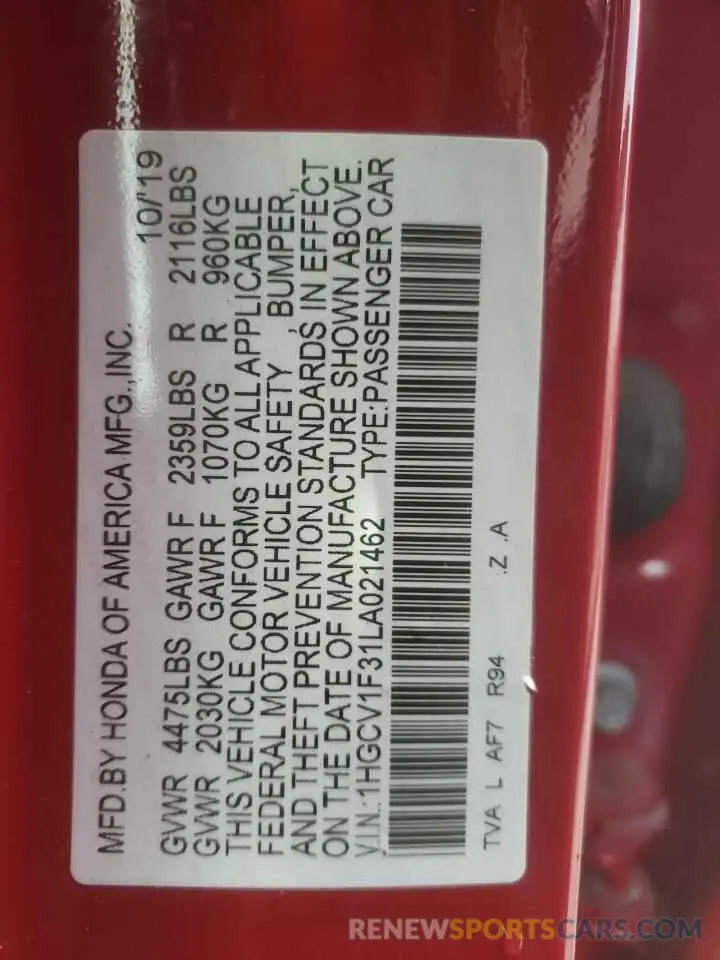 MFD.BY HONDA OF AMERICA MFG.,INC. 10/'19
GVWR 4475LBS GAWR F 2359LBS R 2116LBS
GVWR 2030KG GAWR F 1070KG R 960KG
THIS VEHICLE CONFORMS TO ALL APPLICABLE
FEDERAL MOTOR VEHICLE SAFETY , BUMPER,
AND THEFT PREVENTION STANDARDS IN EFFECT
ON THE DATE OF MANUFACTURE SHOWN ABOVE.
V.I.N.:1HGCV1F31LA021462 TYPE:PASSENGER CAR
TVA L AF7 R94 .Z .A
RENEWSPORTSCARS.COM